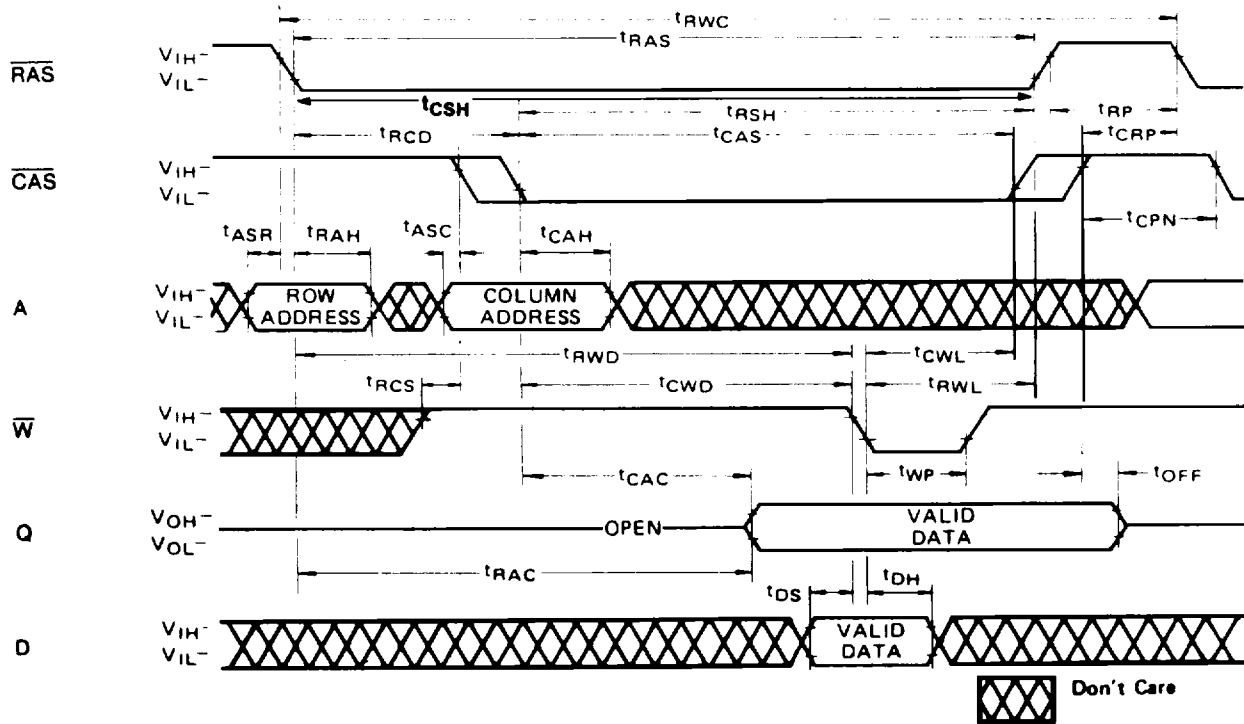 tRWC
tRAS
RAS
VIH-
VIL-
tCSH
tRSH
tRP
tRCD
tCAS
tCRP
CAS
VIH-
VIL-
tCPN
tASR
tRAH
tASC
tCAH
A
VIH-
VIL-
ROW
ADDRESS
COLUMN
ADDRESS
tRWD
tCWL
tRCS
tCWD
tRWL
W
VIH-
VIL-
tCAC
tWP
tOFF
Q
VOH-
VOL-
OPEN
VALID
DATA
tRAC
tDS
tDH
D
VIH-
VIL-
VALID
DATA
Don't Care